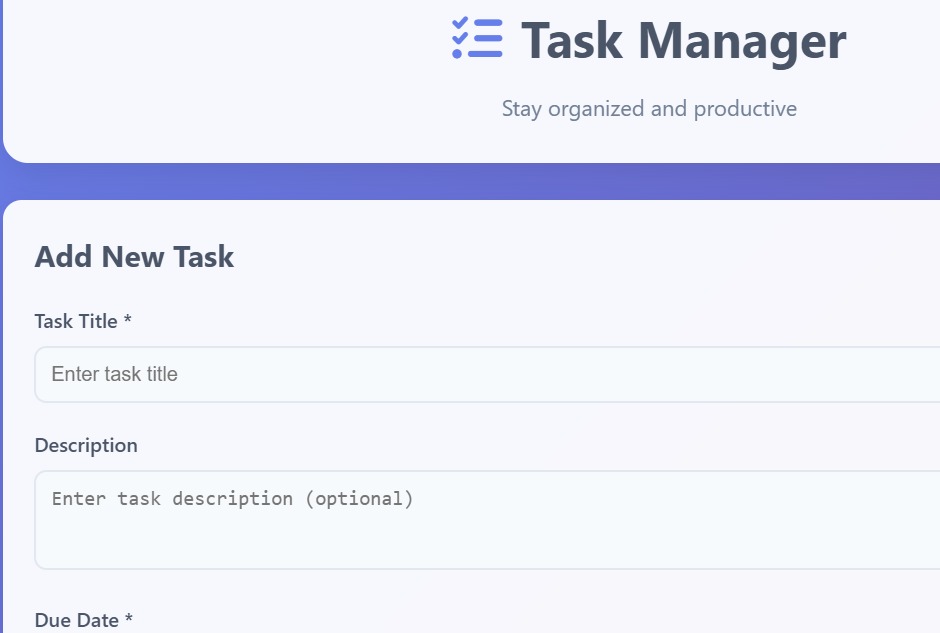 Task Manager
Stay organized and productive
Add New Task
Task Title *
Enter task title
Description
Enter task description (optional)
Due Date *